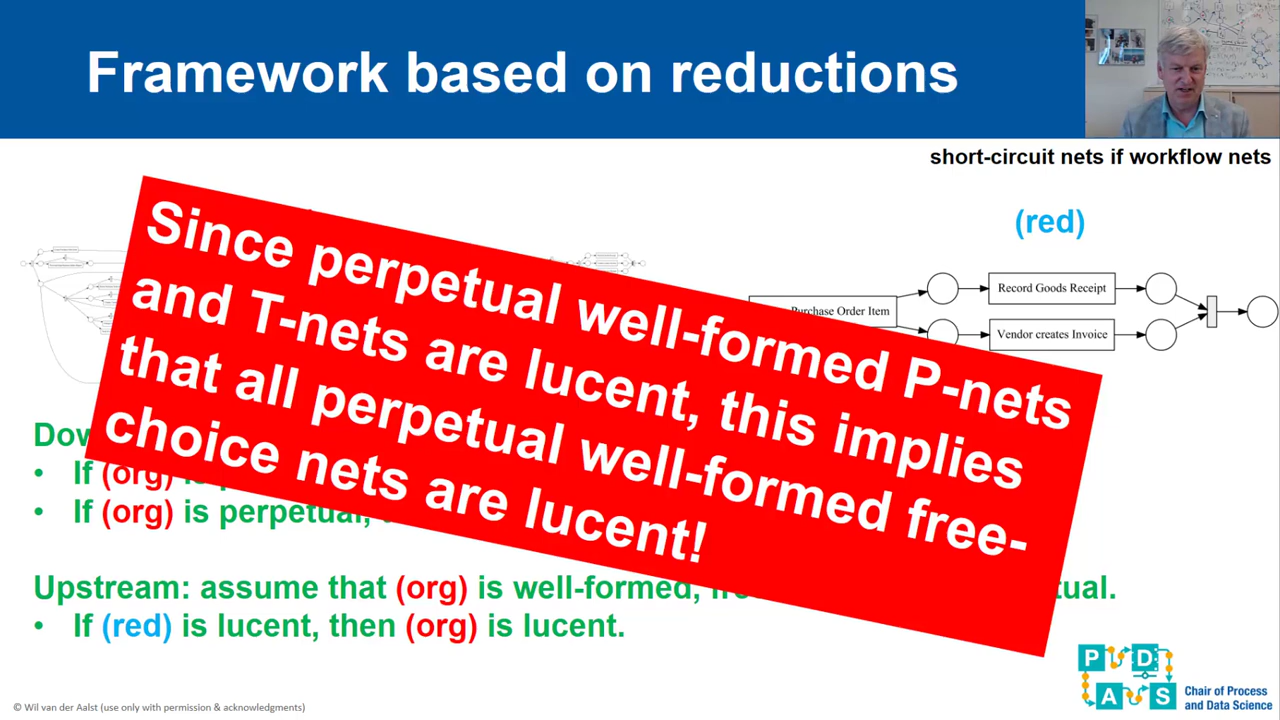 Framework based on reductions
short-circuit nets if workflow nets
(red)
Record Goods Receipt
Purchase Order Item
Vendor creates Invoice
Since perpetual well-formed P-nets
and T-nets are lucent, this implies
that all perpetual well-formed free-
choice nets are lucent!
• If (org) is
• If (org) is perpetual,
Upstream: assume that (org) is well-formed,
• If (red) is lucent, then (org) is lucent.
P D
A S
Chair of Process
and Data Science
© Wil van der Aalst (use only with permission & acknowledgments)